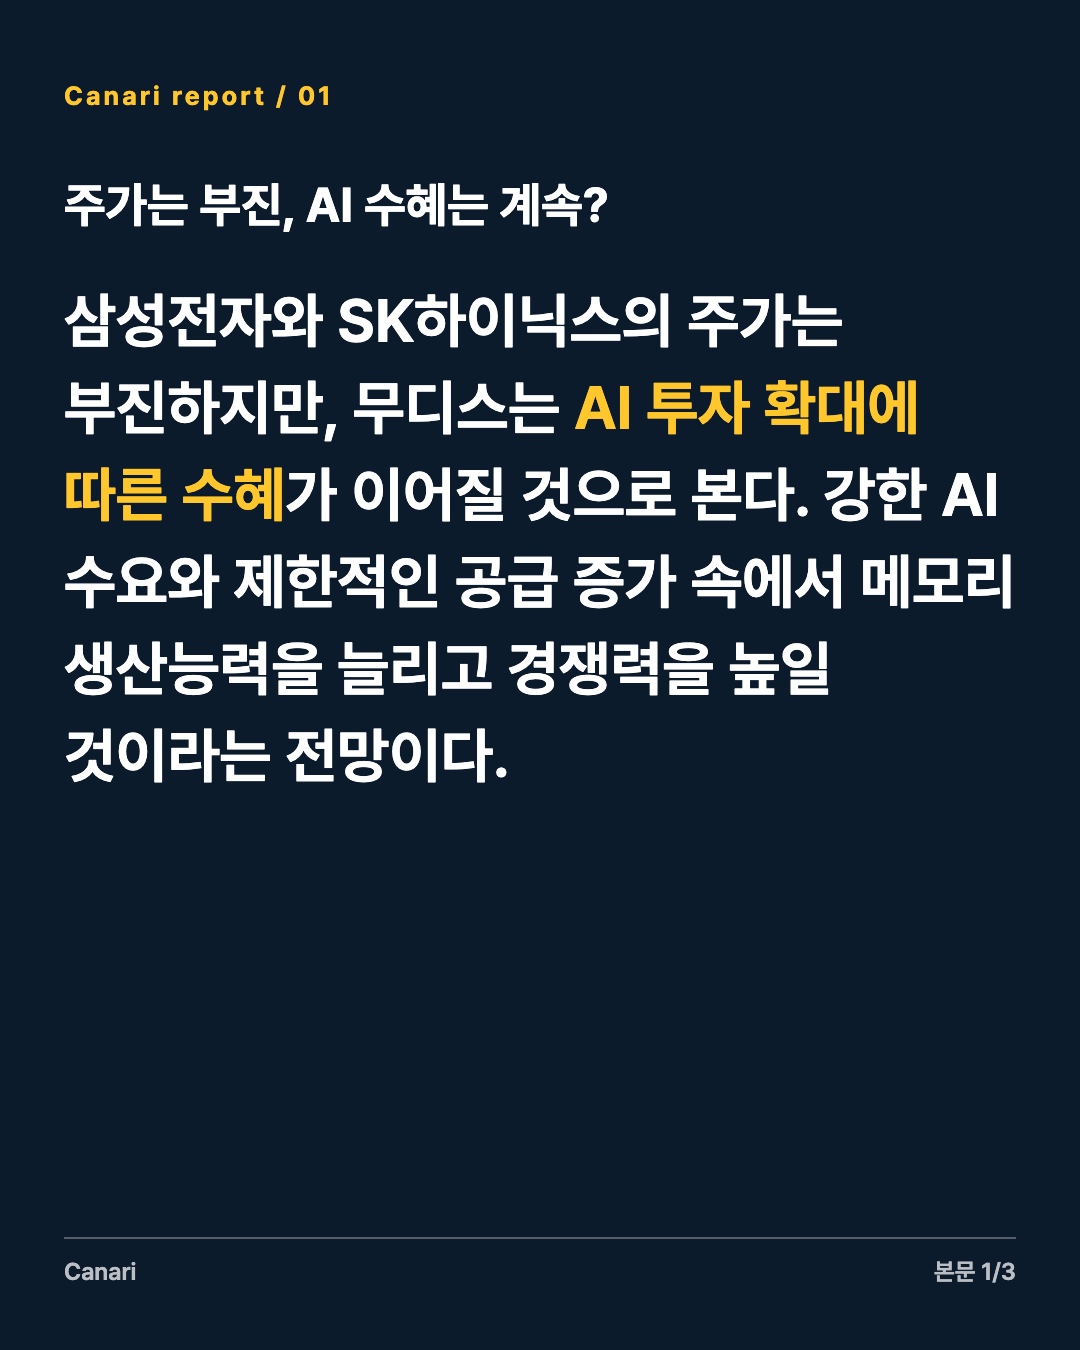 Canari report / 01
주가는 부진, AI 수혜는 계속?
삼성전자와 SK하이닉스의 주가는
부진하지만, 무디스는 AI 투자 확대에
따른 수혜가 이어질 것으로 본다. 강한 AI
수요와 제한적인 공급 증가 속에서 메모리
생산능력을 늘리고 경쟁력을 높일
것이라는 전망이다.
Canari
본문 1/3